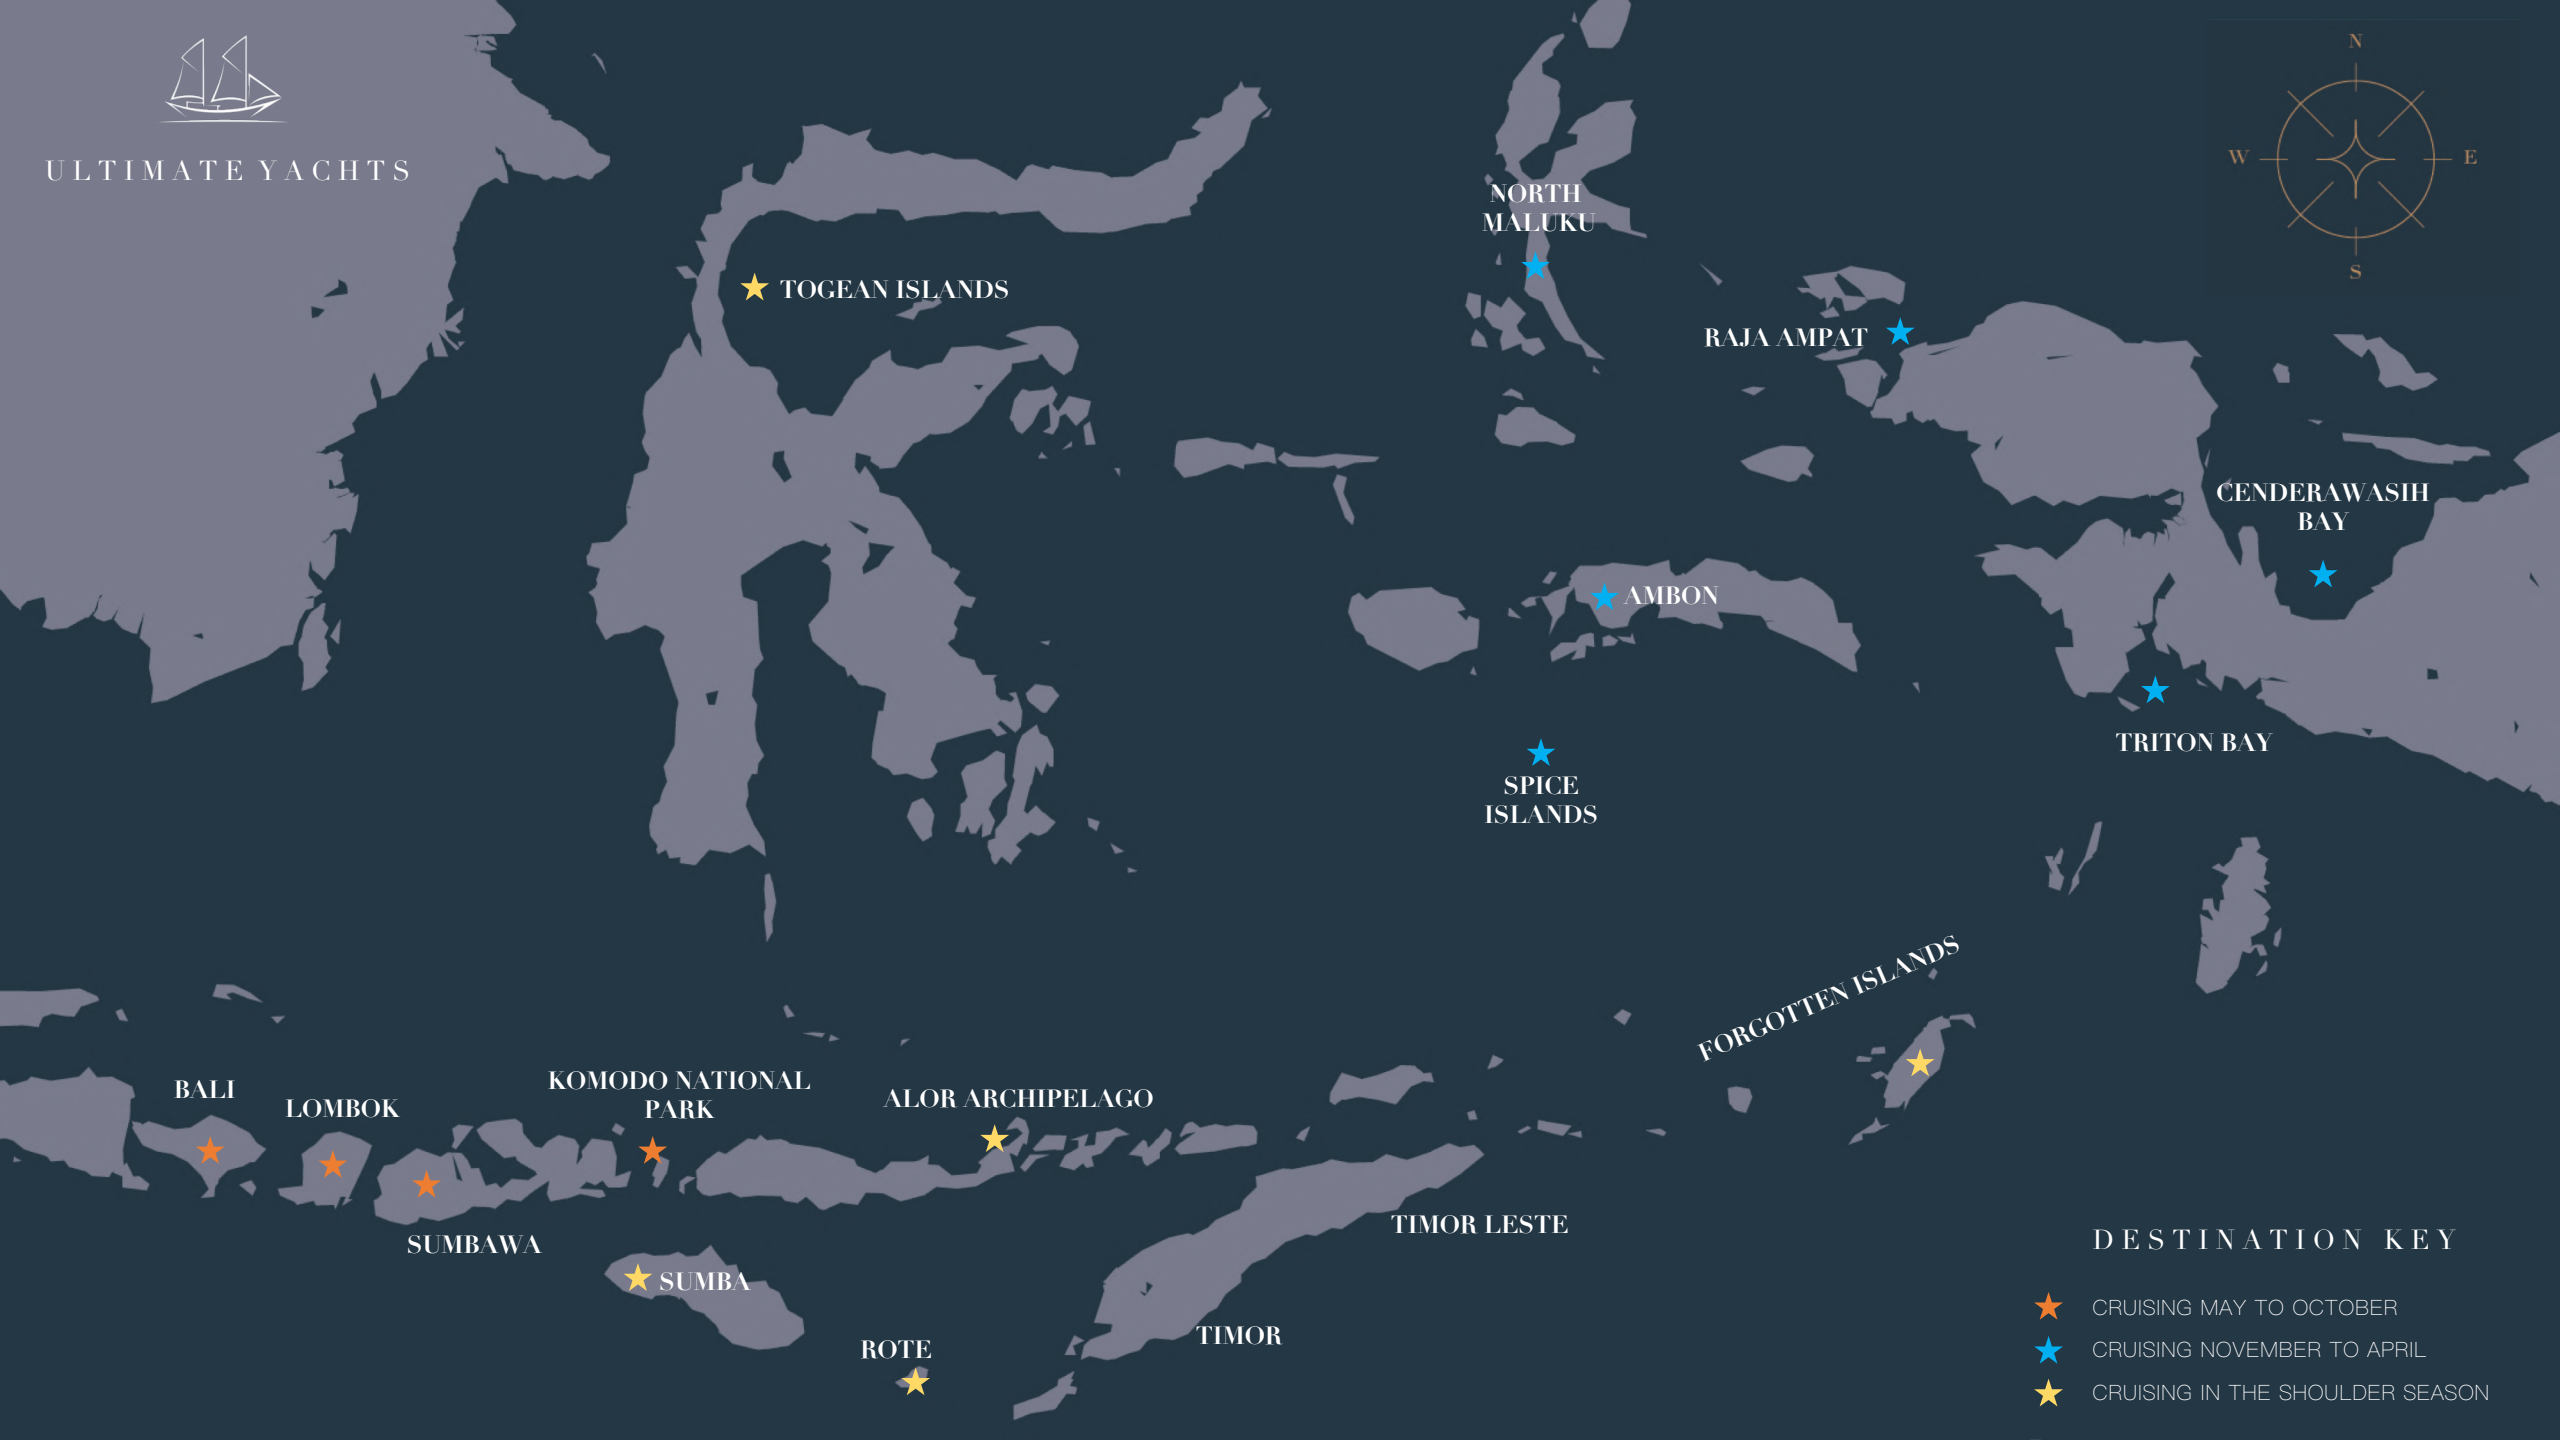 ULTIMATE YACHTS
N
W
E
S
NORTH
MALUKU
TOGEAN ISLANDS
RAJA AMPAT
CENDERAWASIH
BAY
AMBON
TRITON BAY
SPICE
ISLANDS
FORGOTTEN ISLANDS
BALI
LOMBOK
KOMODO NATIONAL
PARK
ALOR ARCHIPELAGO
SUMBAWA
SUMBA
TIMOR LESTE
TIMOR
ROTE
DESTINATION KEY
CRUISING MAY TO OCTOBER
CRUISING NOVEMBER TO APRIL
CRUISING IN THE SHOULDER SEASON